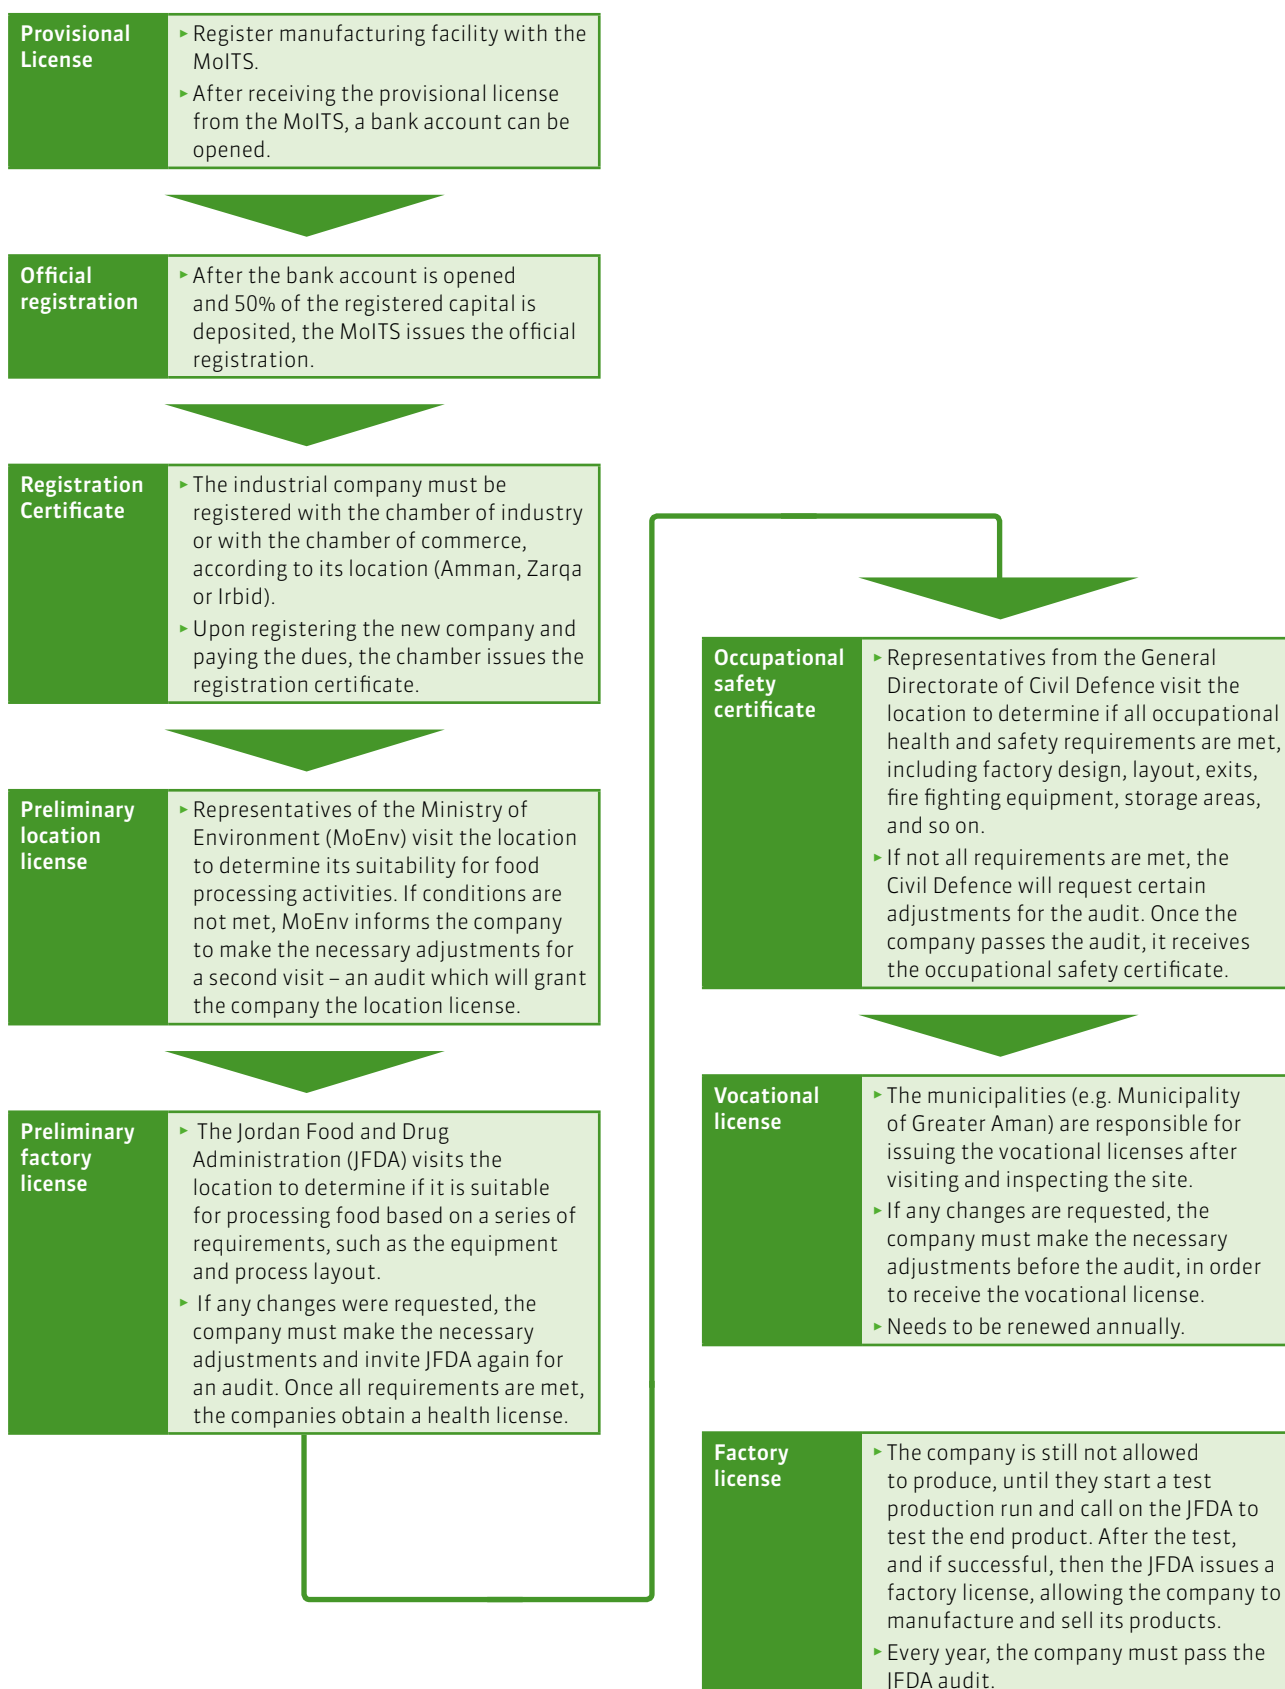 Provisional
License
▸ Register manufacturing facility with the
MoITS.
▸ After receiving the provisional license
from the MoITS, a bank account can be
opened.
Official
registration
▸ After the bank account is opened
and 50% of the registered capital is
deposited, the MoITS issues the official
registration.
Registration
Certificate
▸ The industrial company must be
registered with the chamber of industry
or with the chamber of commerce,
according to its location (Amman, Zarqa
or Irbid).
▸ Upon registering the new company and
paying the dues, the chamber issues the
registration certificate.
Preliminary
location
license
▸ Representatives of the Ministry of
Environment (MoEnv) visit the location
to determine its suitability for food
processing activities. If conditions are
not met, MoEnv informs the company
to make the necessary adjustments for
a second visit – an audit which will grant
the company the location license.
Preliminary
factory
license
▸ The Jordan Food and Drug
Administration (JFDA) visits the
location to determine if it is suitable
for processing food based on a series of
requirements, such as the equipment
and process layout.
▸ If any changes were requested, the
company must make the necessary
adjustments and invite JFDA again for
an audit. Once all requirements are met,
the companies obtain a health license.
Occupational
safety
certificate
▸ Representatives from the General
Directorate of Civil Defence visit the
location to determine if all occupational
health and safety requirements are met,
including factory design, layout, exits,
fire fighting equipment, storage areas,
and so on.
▸ If not all requirements are met, the
Civil Defence will request certain
adjustments for the audit. Once the
company passes the audit, it receives
the occupational safety certificate.
Vocational
license
▸ The municipalities (e.g. Municipality
of Greater Aman) are responsible for
issuing the vocational licenses after
visiting and inspecting the site.
▸ If any changes are requested, the
company must make the necessary
adjustments before the audit, in order
to receive the vocational license.
▸ Needs to be renewed annually.
Factory
license
▸ The company is still not allowed
to produce, until they start a test
production run and call on the JFDA to
test the end product. After the test,
and if successful, then the JFDA issues a
factory license, allowing the company to
manufacture and sell its products.
▸ Every year, the company must pass the
JFDA audit.